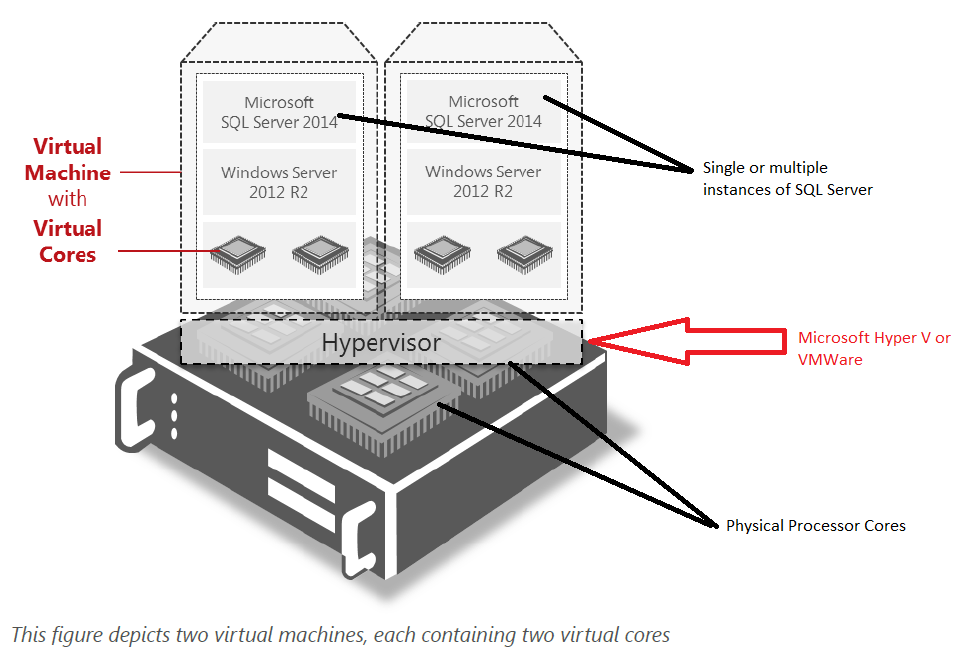 Microsoft
SQL Server 2014
Microsoft
SQL Server 2014
Virtual
Machine
with
Virtual
Cores
Windows Server
2012 R2
Windows Server
2012 R2
Single or multiple
instances of SQL Server
Hypervisor
Microsoft Hyper V or
VMWare
Physical Processor Cores
This figure depicts two virtual machines, each containing two virtual cores